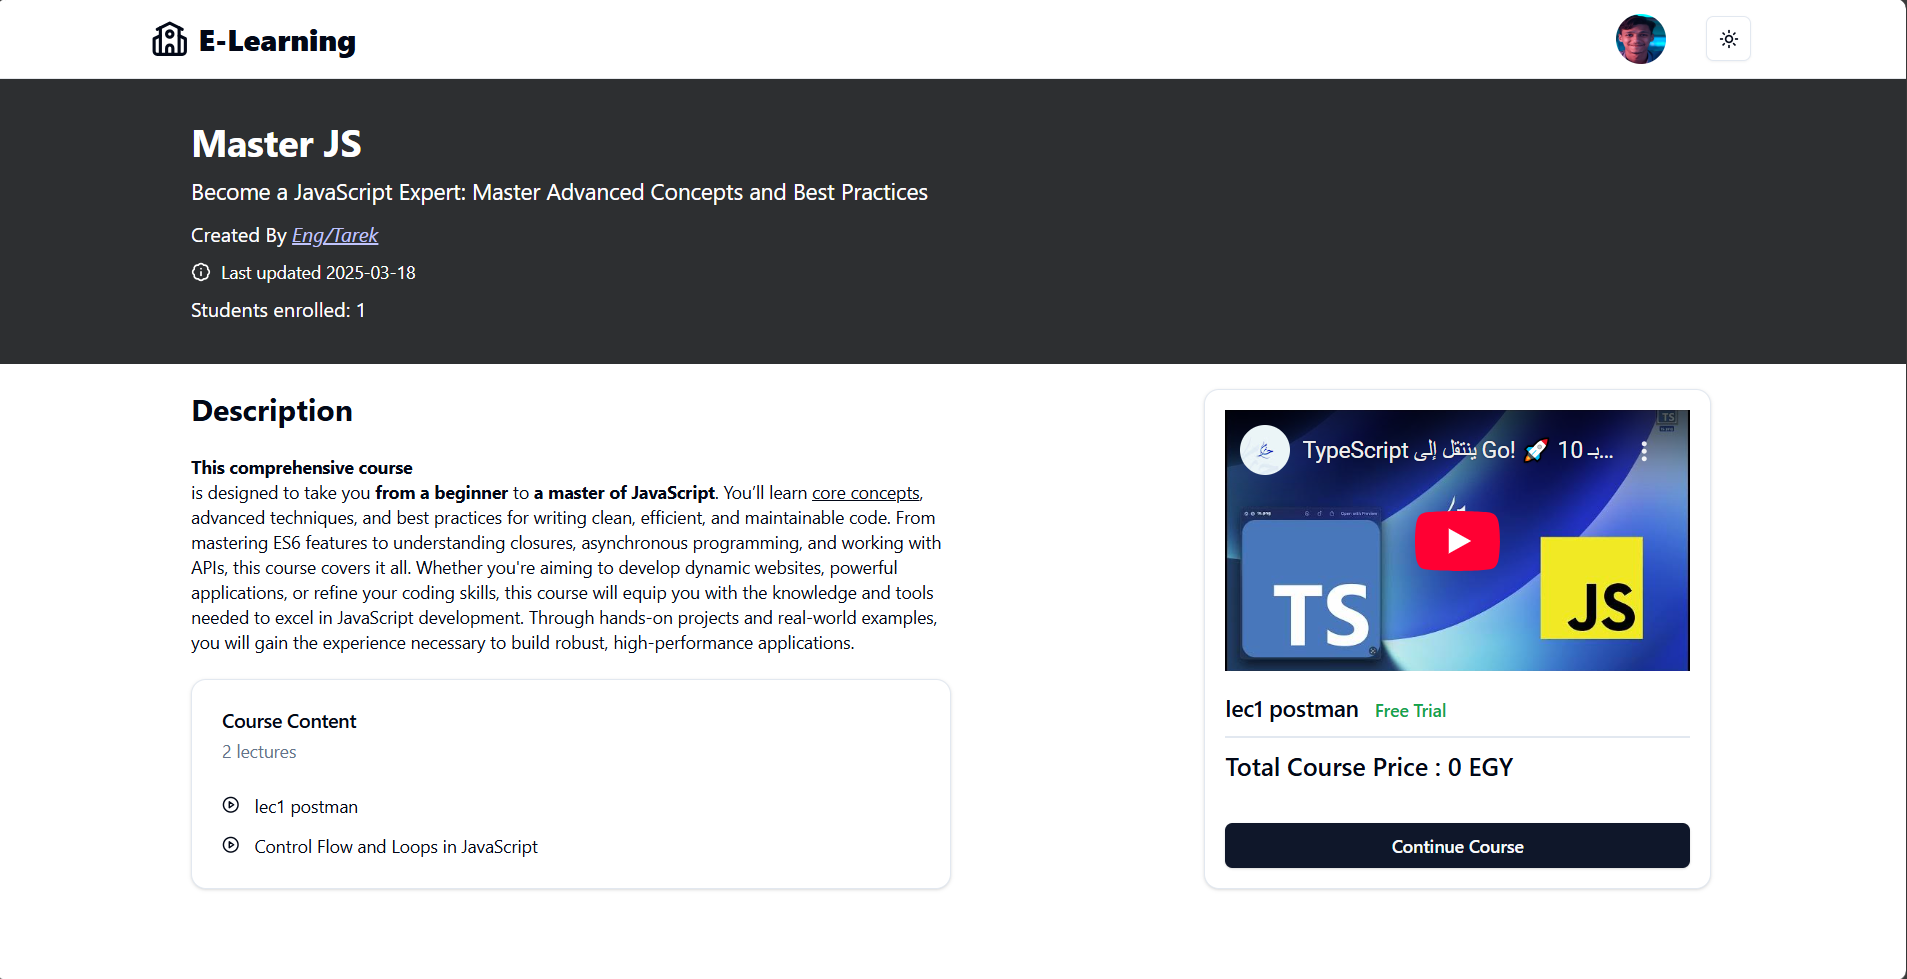 E-Learning
Master JS
Become a JavaScript Expert: Master Advanced Concepts and Best Practices
Created By Eng/Tarek
Last updated 2025-03-18
Students enrolled: 1
Description
This comprehensive course
is designed to take you from a beginner to a master of JavaScript. You’ll learn core concepts,
advanced techniques, and best practices for writing clean, efficient, and maintainable code. From
mastering ES6 features to understanding closures, asynchronous programming, and working with
APIs, this course covers it all. Whether you're aiming to develop dynamic websites, powerful
applications, or refine your coding skills, this course will equip you with the knowledge and tools
needed to excel in JavaScript development. Through hands-on projects and real-world examples,
you will gain the experience necessary to build robust, high-performance applications.
Course Content
2 lectures
lec1 postman
Control Flow and Loops in JavaScript
TypeScript ينتقل إلى Go! 🚀 10 بـ...
TS
Open with Preview
TS
JS
lec1 postman Free Trial
Total Course Price : 0 EGY
Continue Course